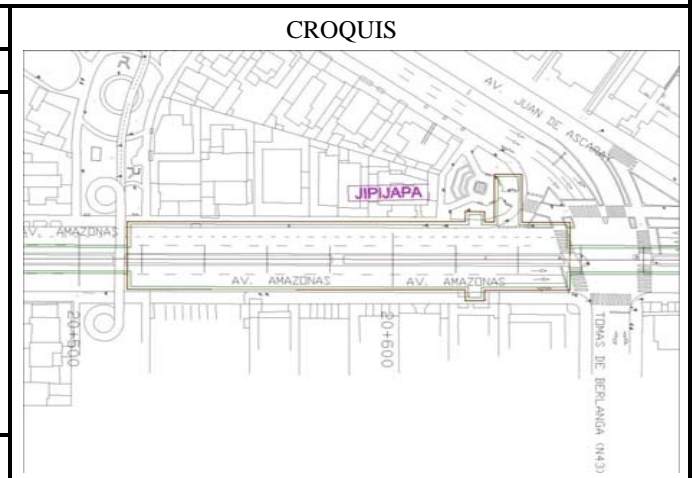 CROQUIS
AV. JUAN DE ASCARAY
JIPIJAPA
AV. AMAZONAS
AV. AMAZONAS
AV. AMAZONAS
20+500
20+600
TOMAS DE BERLANGA (N43)